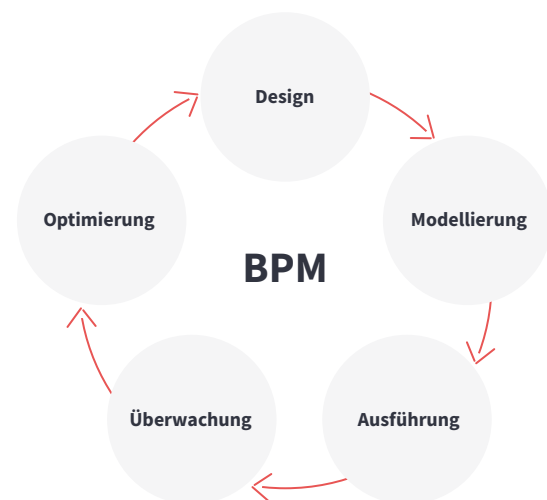 Design
Modellierung
Ausführung
Überwachung
Optimierung
BPM